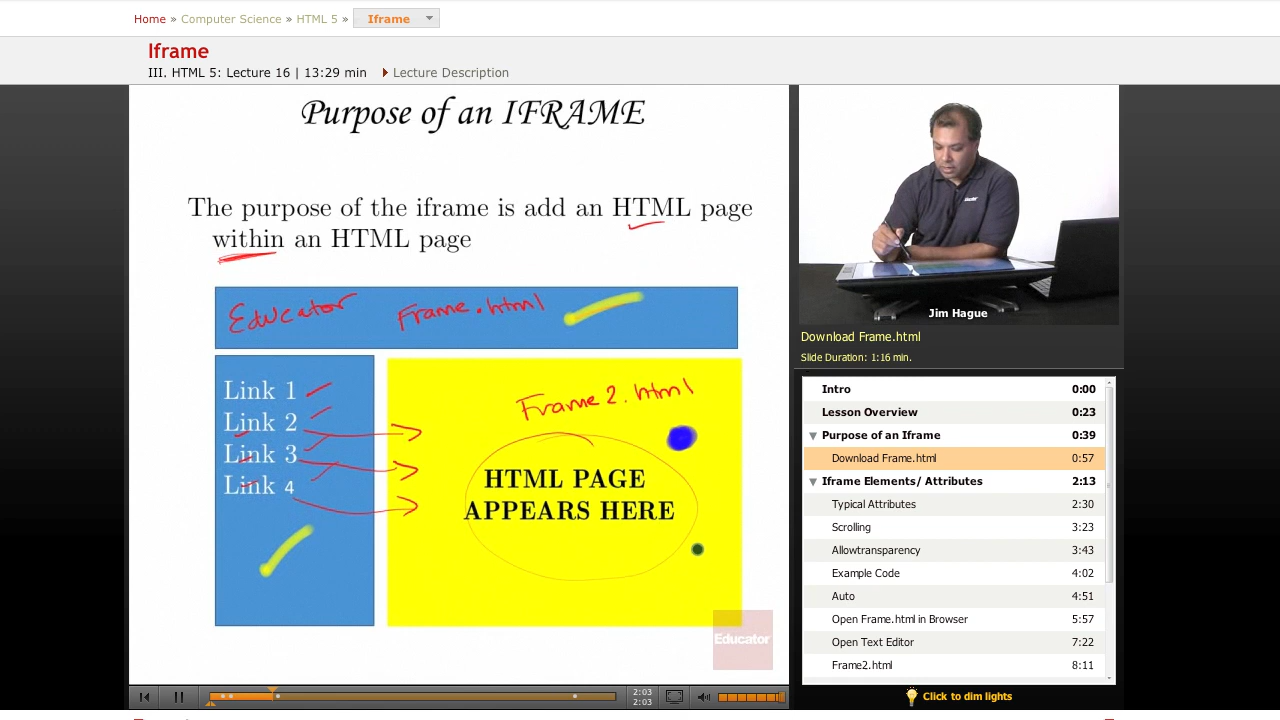 Home » Computer Science » HTML 5 » Iframe
Iframe
III. HTML 5: Lecture 16 | 13:29 min Lecture Description
Purpose of an IFRAME
The purpose of the iframe is add an HTML page
within an HTML page
Educator Frame.html
Link 1
Link 2
Link 3
Link 4
Frame2.html
HTML PAGE
APPEARS HERE
Educator
2:03
2:03
Jim Hague
Download Frame.html
Slide Duration: 1:16 min.
Intro 0:00
Lesson Overview 0:23
Purpose of an Iframe 0:39
Download Frame.html 0:57
Iframe Elements/ Attributes 2:13
Typical Attributes 2:30
Scrolling 3:23
Allowtransparency 3:43
Example Code 4:02
Auto 4:51
Open Frame.html in Browser 5:57
Open Text Editor 7:22
Frame2.html 8:11
Click to dim lights